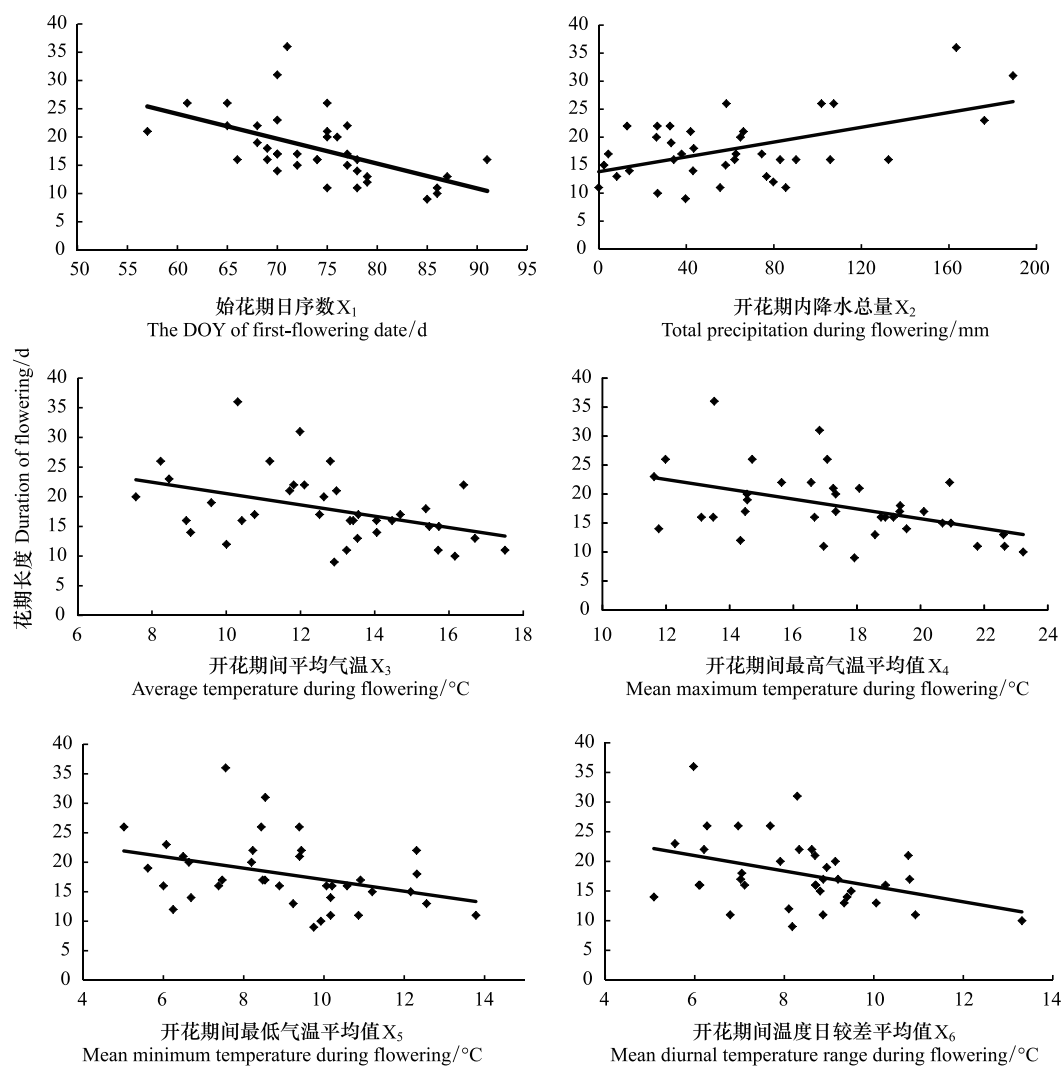 40
35
30
25
20
15
10
5
0
50 55 60 65 70 75 80 85 90 95
始花期日序数X₁
The DOY of first-flowering date/d
40
35
30
25
20
15
10
5
0
0 40 80 120 160 200
开花期内降水总量X₂
Total precipitation during flowering/mm
花期长度 Duration of flowering/d
40
35
30
25
20
15
10
5
0
6 8 10 12 14 16 18
开花期间平均气温X₃
Average temperature during flowering/°C
40
35
30
25
20
15
10
5
0
10 12 14 16 18 20 22 24
开花期间最高气温平均值X₄
Mean maximum temperature during flowering/°C
40
35
30
25
20
15
10
5
0
4 6 8 10 12 14
开花期间最低气温平均值X₅
Mean minimum temperature during flowering/°C
40
35
30
25
20
15
10
5
0
4 6 8 10 12 14
开花期间温度日较差平均值X₆
Mean diurnal temperature range during flowering/°C